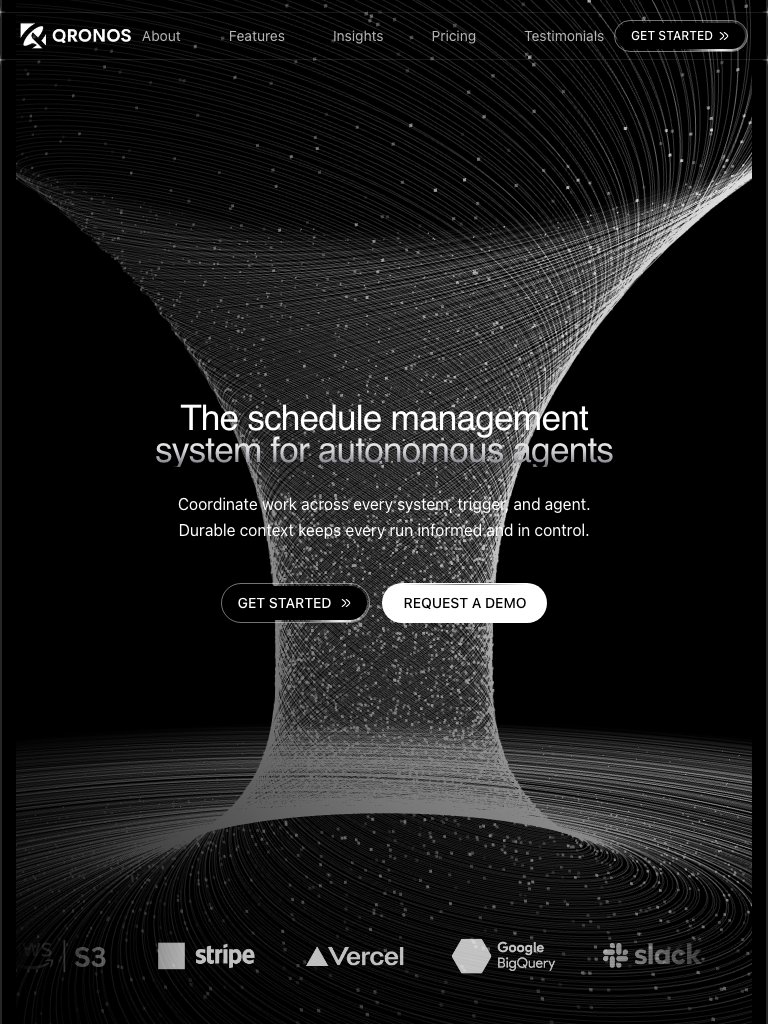 QRONOS
About
Features
Insights
Pricing
Testimonials
GET STARTED
The schedule management
system for autonomous agents
Coordinate work across every system, trigger, and agent.
Durable context keeps every run informed and in control.
GET STARTED
REQUEST A DEMO
aws S3
stripe
Vercel
Google
BigQuery
slack